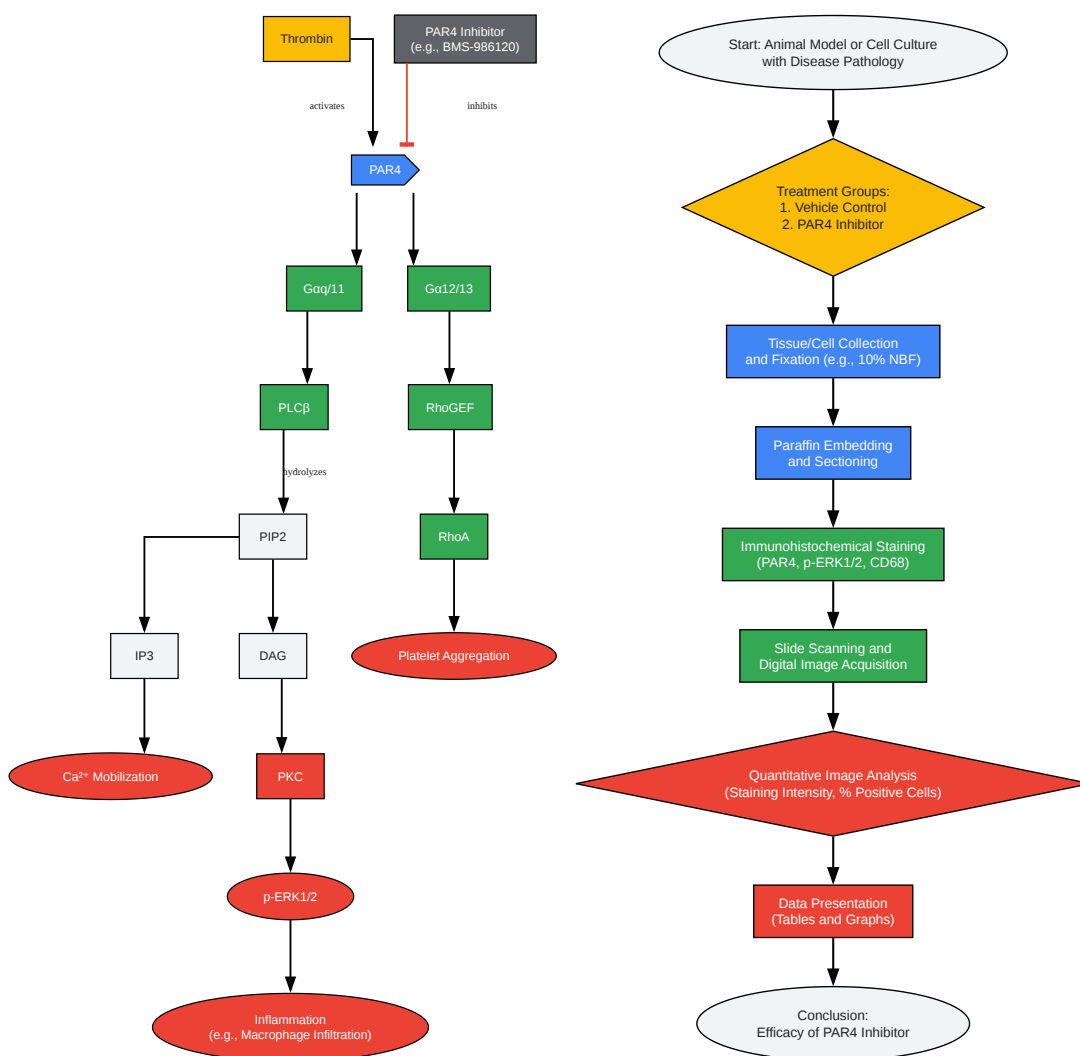 Thrombin
PAR4 Inhibitor
(e.g., BMS-986120)
activates
inhibits
PAR4
Gαq/11
Gα12/13
PLCβ
RhoGEF
hydrolyzes
PIP2
RhoA
IP3
DAG
Platelet Aggregation
Ca²⁺ Mobilization
PKC
p-ERK1/2
Inflammation
(e.g., Macrophage Infiltration)
Start: Animal Model or Cell Culture
with Disease Pathology
Treatment Groups:
1. Vehicle Control
2. PAR4 Inhibitor
Tissue/Cell Collection
and Fixation (e.g., 10% NBF)
Paraffin Embedding
and Sectioning
Immunohistochemical Staining
(PAR4, p-ERK1/2, CD68)
Slide Scanning and
Digital Image Acquisition
Quantitative Image Analysis
(Staining Intensity, % Positive Cells)
Data Presentation
(Tables and Graphs)
Conclusion:
Efficacy of PAR4 Inhibitor